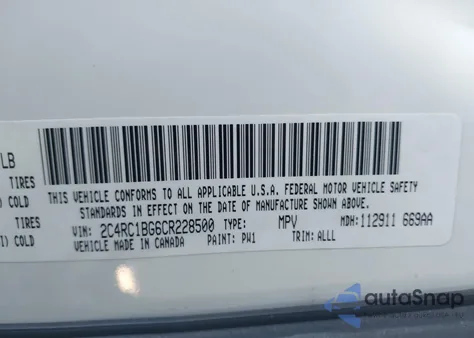 LB
TIRES
COLD
TIRES
) COLD
THIS VEHICLE CONFORMS TO ALL APPLICABLE U.S.A. FEDERAL MOTOR VEHICLE SAFETY
STANDARDS IN EFFECT ON THE DATE OF MANUFACTURE SHOWN ABOVE.
VIN: 2C4RC1BG6CR228500 TYPE: MPV MDH: 112911 669AA
VEHICLE MADE IN CANADA PAINT: PW1 TRIM: ALLL
autoSnap